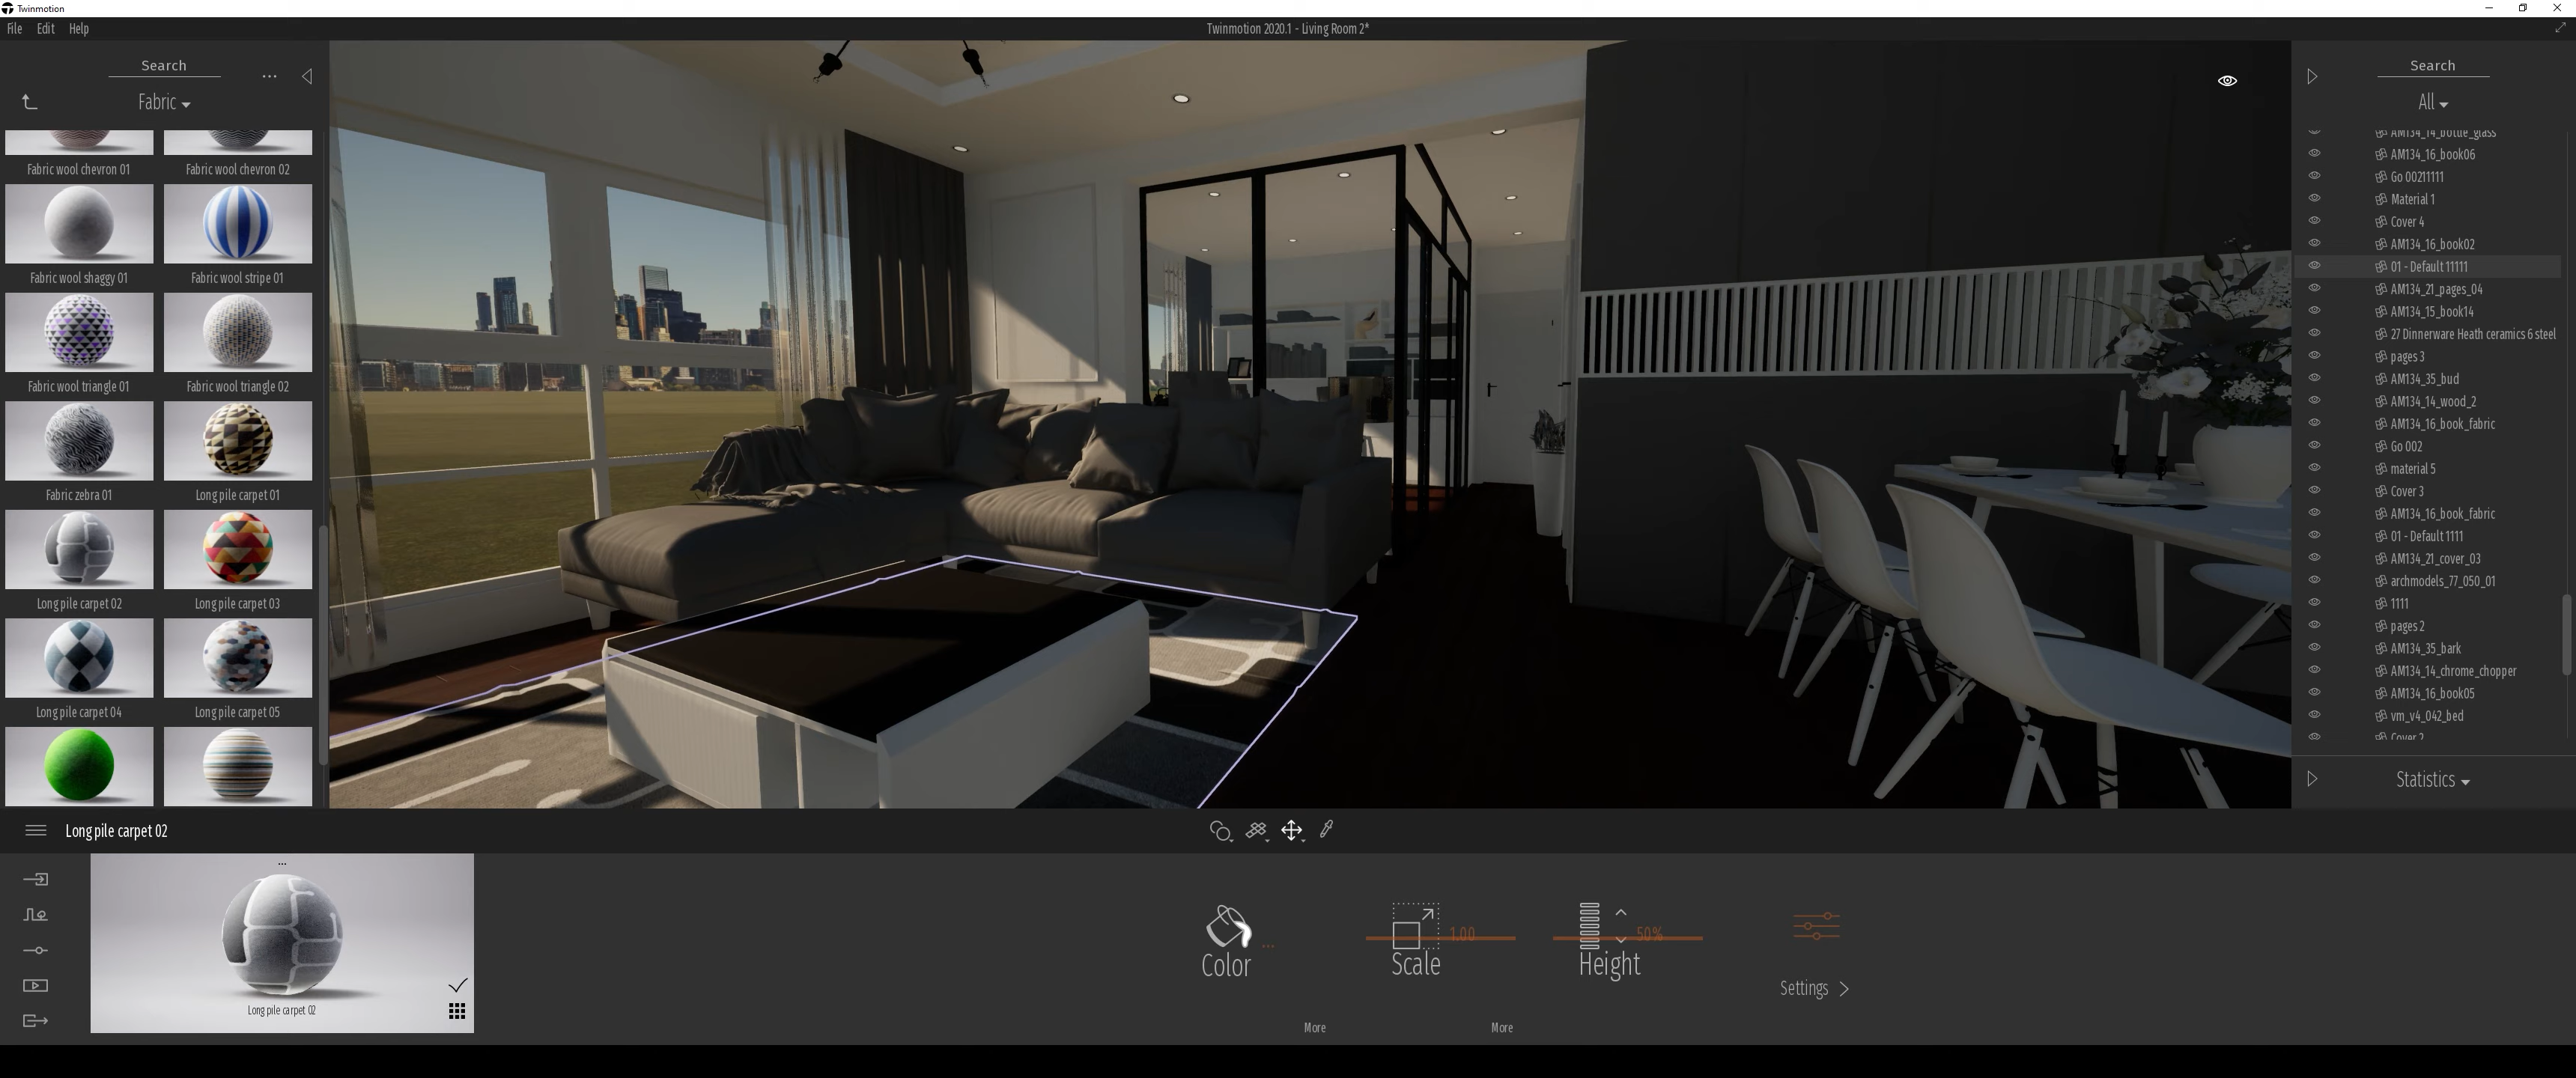 Twinmotion
File Edit Help
Twinmotion 2020.1 - Living Room 2*
Search
...
Fabric
Fabric wool chevron 01
Fabric wool chevron 02
Fabric wool shaggy 01
Fabric wool stripe 01
Fabric wool triangle 01
Fabric wool triangle 02
Fabric zebra 01
Long pile carpet 01
Long pile carpet 02
Long pile carpet 03
Long pile carpet 04
Long pile carpet 05
Search
All
AM134_14_bottle_glass
AM134_16_book06
Go 00211111
Material 1
Cover 4
AM134_16_book02
01 - Default 11111
AM134_21_pages_04
AM134_15_book14
27 Dinnerware Heath ceramics 6 steel
pages 3
AM134_35_bud
AM134_14_wood_2
AM134_16_book_fabric
Go 002
material 5
Cover 3
AM134_16_book_fabric
01 - Default 1111
AM134_21_cover_03
archmodels_77_050_01
1111
pages 2
AM134_35_bark
AM134_14_chrome_chopper
AM134_16_book05
vm_v4_042_bed
Cover 2
Statistics
Long pile carpet 02
...
Long pile carpet 02
Color
...
1.00
Scale
50%
Height
Settings
More
More